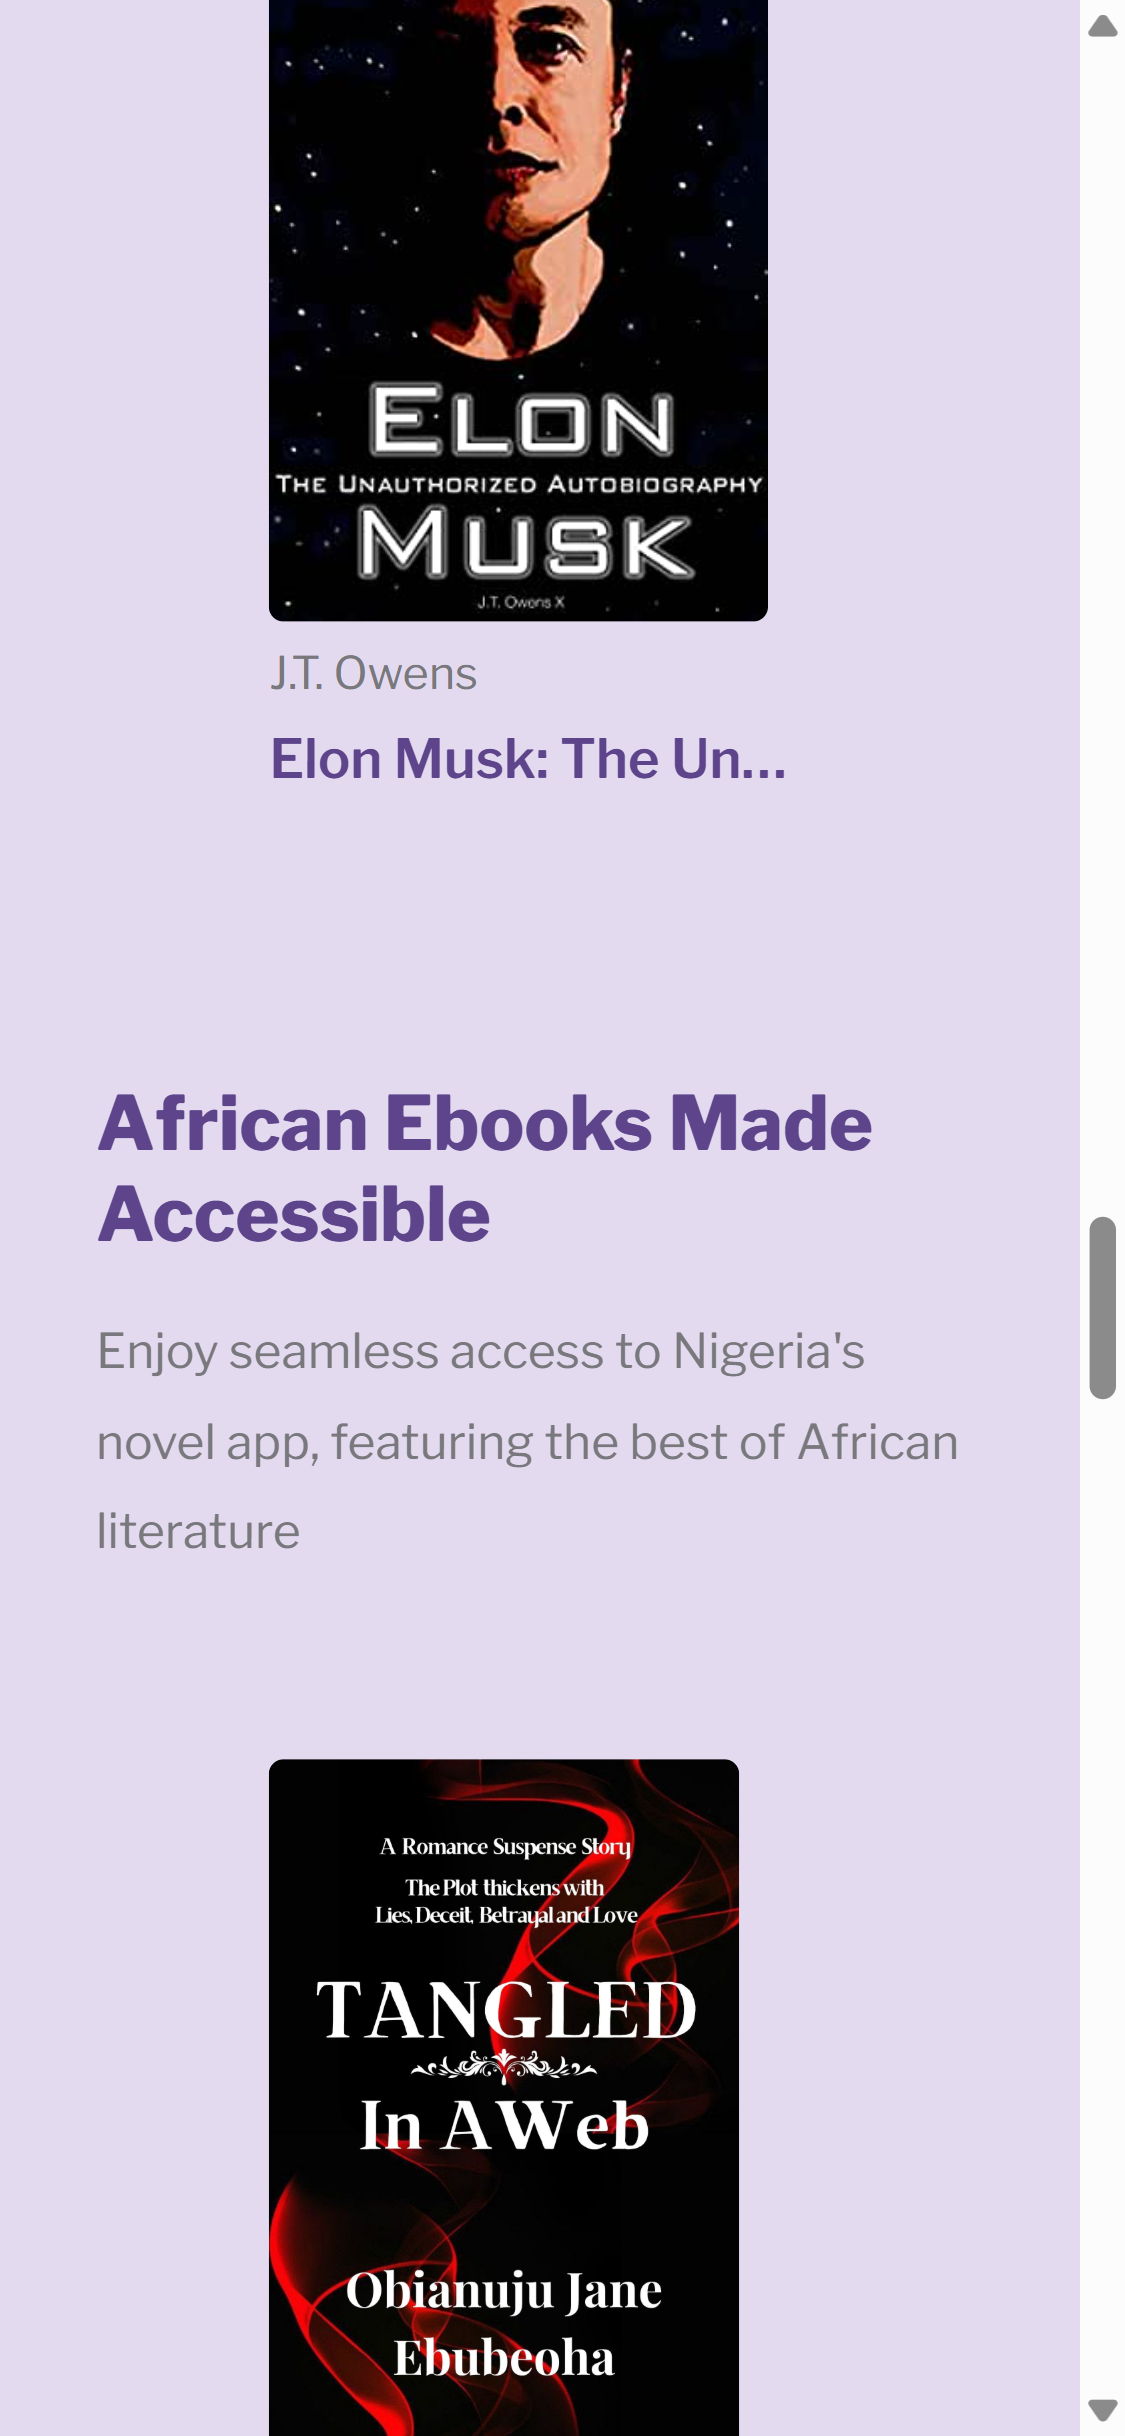 ELON
THE UNAUTHORIZED AUTOBIOGRAPHY
MUSK
J.T. Owens X
J.T. Owens
Elon Musk: The Un...
African Ebooks Made
Accessible
Enjoy seamless access to Nigeria's
novel app, featuring the best of African
literature
A Romance Suspense Story
The Plot thickens with
Lies, Deceit, Betrayal and Love
TANGLED
In A Web
Obianuju Jane
Ebubeoha